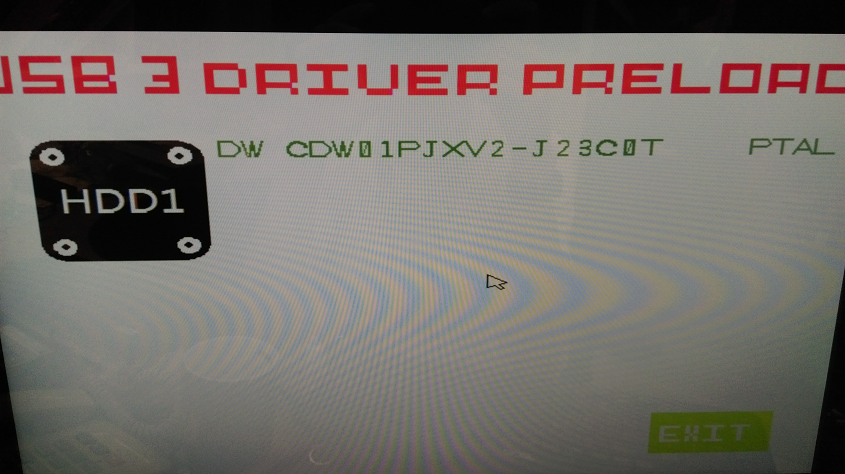 USB 3 DRIVER PRELOAD
DW CDW01PJXV2-J23C0T PTAL
HDD1
EXIT